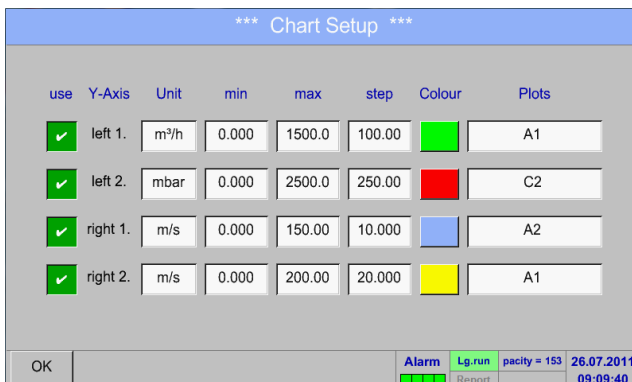 *** Chart Setup ***
use Y-Axis Unit min max step Colour Plots
left 1. m³/h 0.000 1500.0 100.00 A1
left 2. mbar 0.000 2500.0 250.00 C2
right 1. m/s 0.000 150.00 10.000 A2
right 2. m/s 0.000 200.00 20.000 A1
OK Alarm Lg.run pacity = 153 26.07.2011
Report 09:09:40